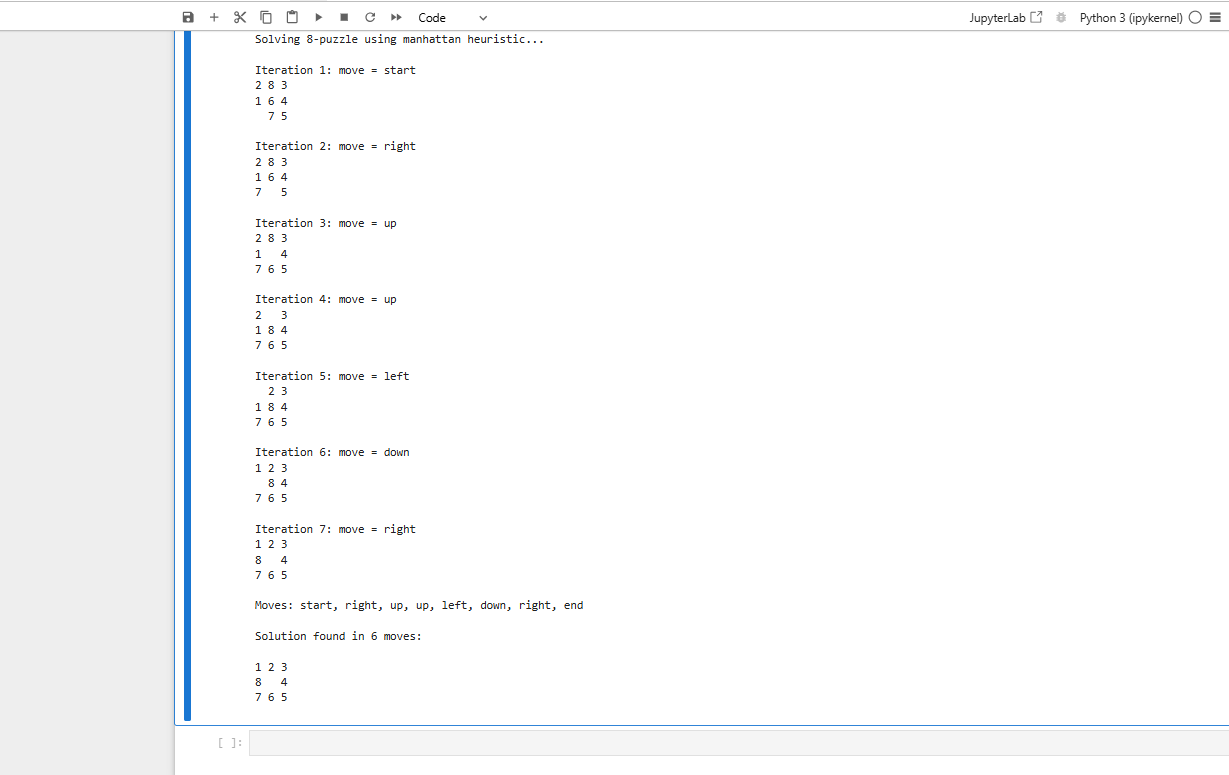 Code
JupyterLab
Python 3 (ipykernel)
Solving 8-puzzle using manhattan heuristic...
Iteration 1: move = start
2 8 3
1 6 4
  7 5
Iteration 2: move = right
2 8 3
1 6 4
7   5
Iteration 3: move = up
2 8 3
1   4
7 6 5
Iteration 4: move = up
2   3
1 8 4
7 6 5
Iteration 5: move = left
  2 3
1 8 4
7 6 5
Iteration 6: move = down
1 2 3
  8 4
7 6 5
Iteration 7: move = right
1 2 3
8   4
7 6 5
Moves: start, right, up, up, left, down, right, end
Solution found in 6 moves:
1 2 3
8   4
7 6 5
[ ]: